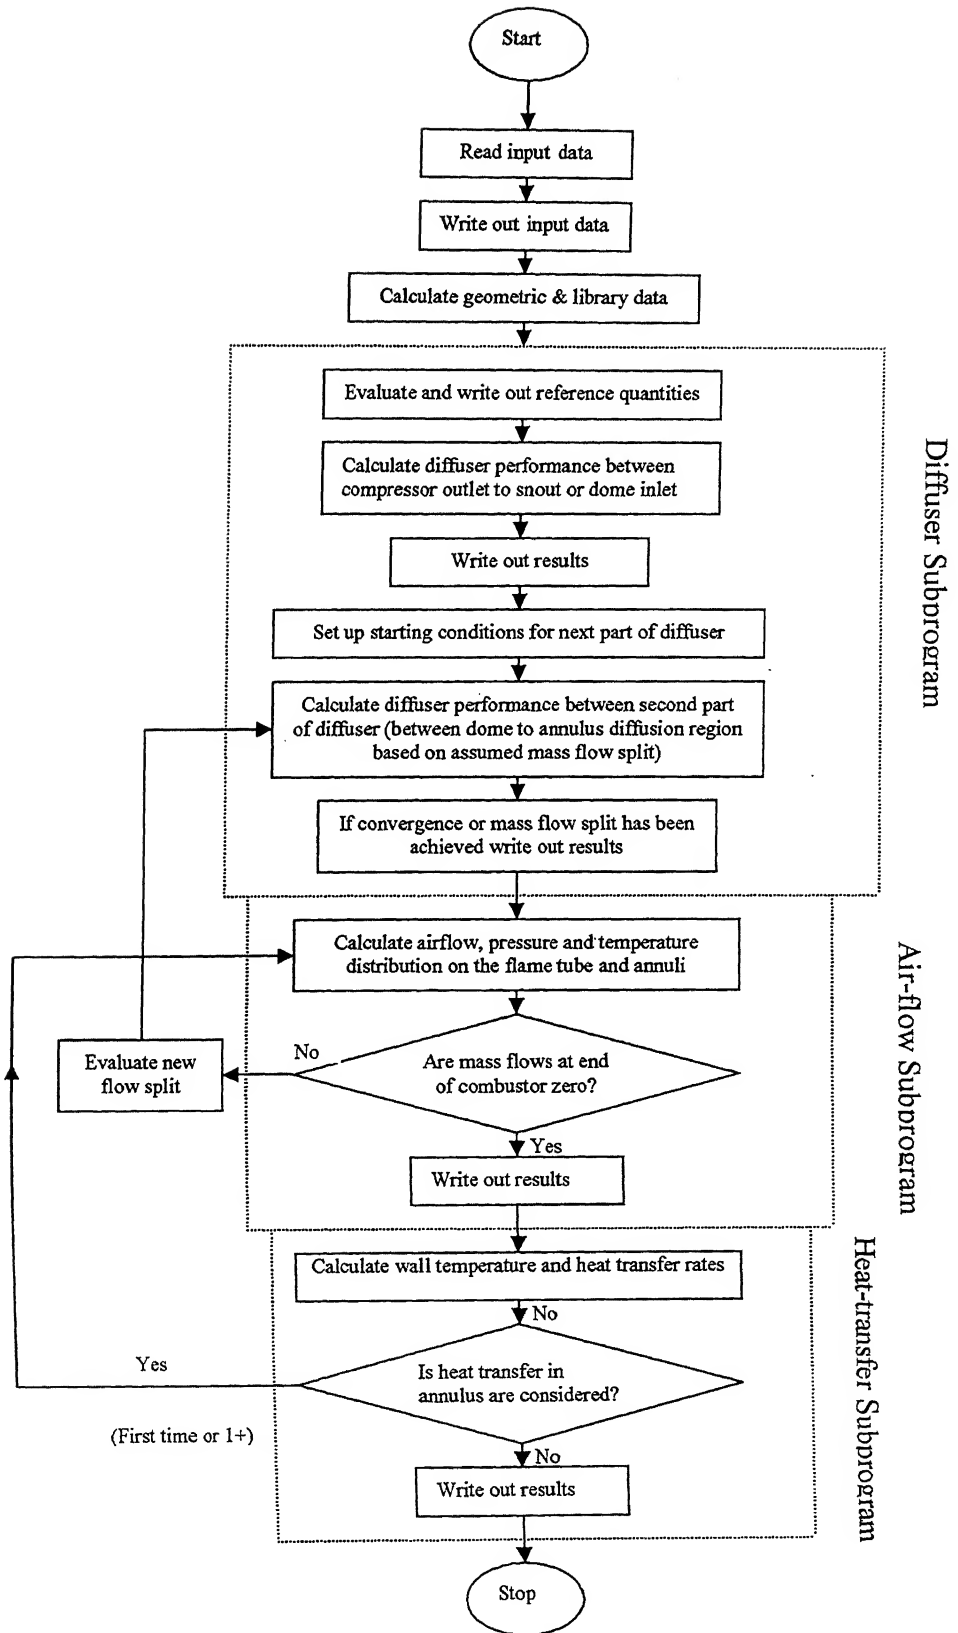 Start
Read input data
Write out input data
Calculate geometric & library data
Evaluate and write out reference quantities
Calculate diffuser performance between
compressor outlet to snout or dome inlet
Write out results
Set up starting conditions for next part of diffuser
Calculate diffuser performance between second part
of diffuser (between dome to annulus diffusion region
based on assumed mass flow split)
If convergence or mass flow split has been
achieved write out results
Diffuser Subprogram
Calculate airflow, pressure and temperature
distribution on the flame tube and annuli
Are mass flows at end
of combustor zero?
No
Evaluate new
flow split
Yes
Write out results
Air-flow Subprogram
Calculate wall temperature and heat transfer rates
No
Is heat transfer in
annulus are considered?
Yes
(First time or 1+)
No
Write out results
Heat-transfer Subprogram
Stop